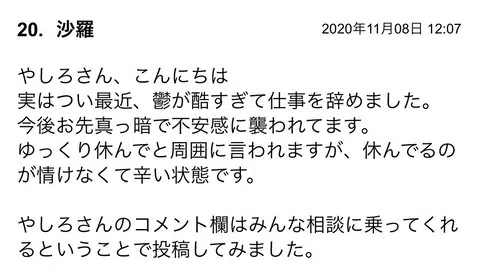 20. 沙羅 2020年11月08日 12:07
やしろさん、こんにちは
実はつい最近、鬱が酷すぎて仕事を辞めました。
今後お先真っ暗で不安感に襲われてます。
ゆっくり休んでと周囲に言われますが、休んでるの
が情けなくて辛い状態です。
やしろさんのコメント欄はみんな相談に乗ってくれ
るということで投稿してみました。